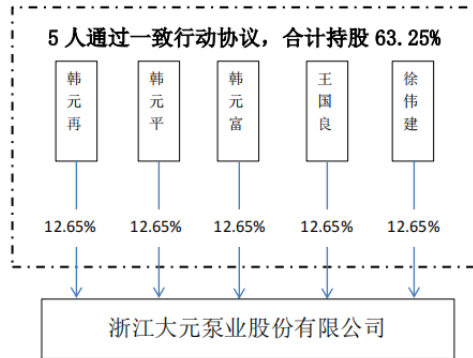 5 人通过一致行动协议，合计持股 63.25%
韩元再
韩元平
韩元富
王国良
徐伟建
12.65%
12.65%
12.65%
12.65%
12.65%
浙江大元泵业股份有限公司